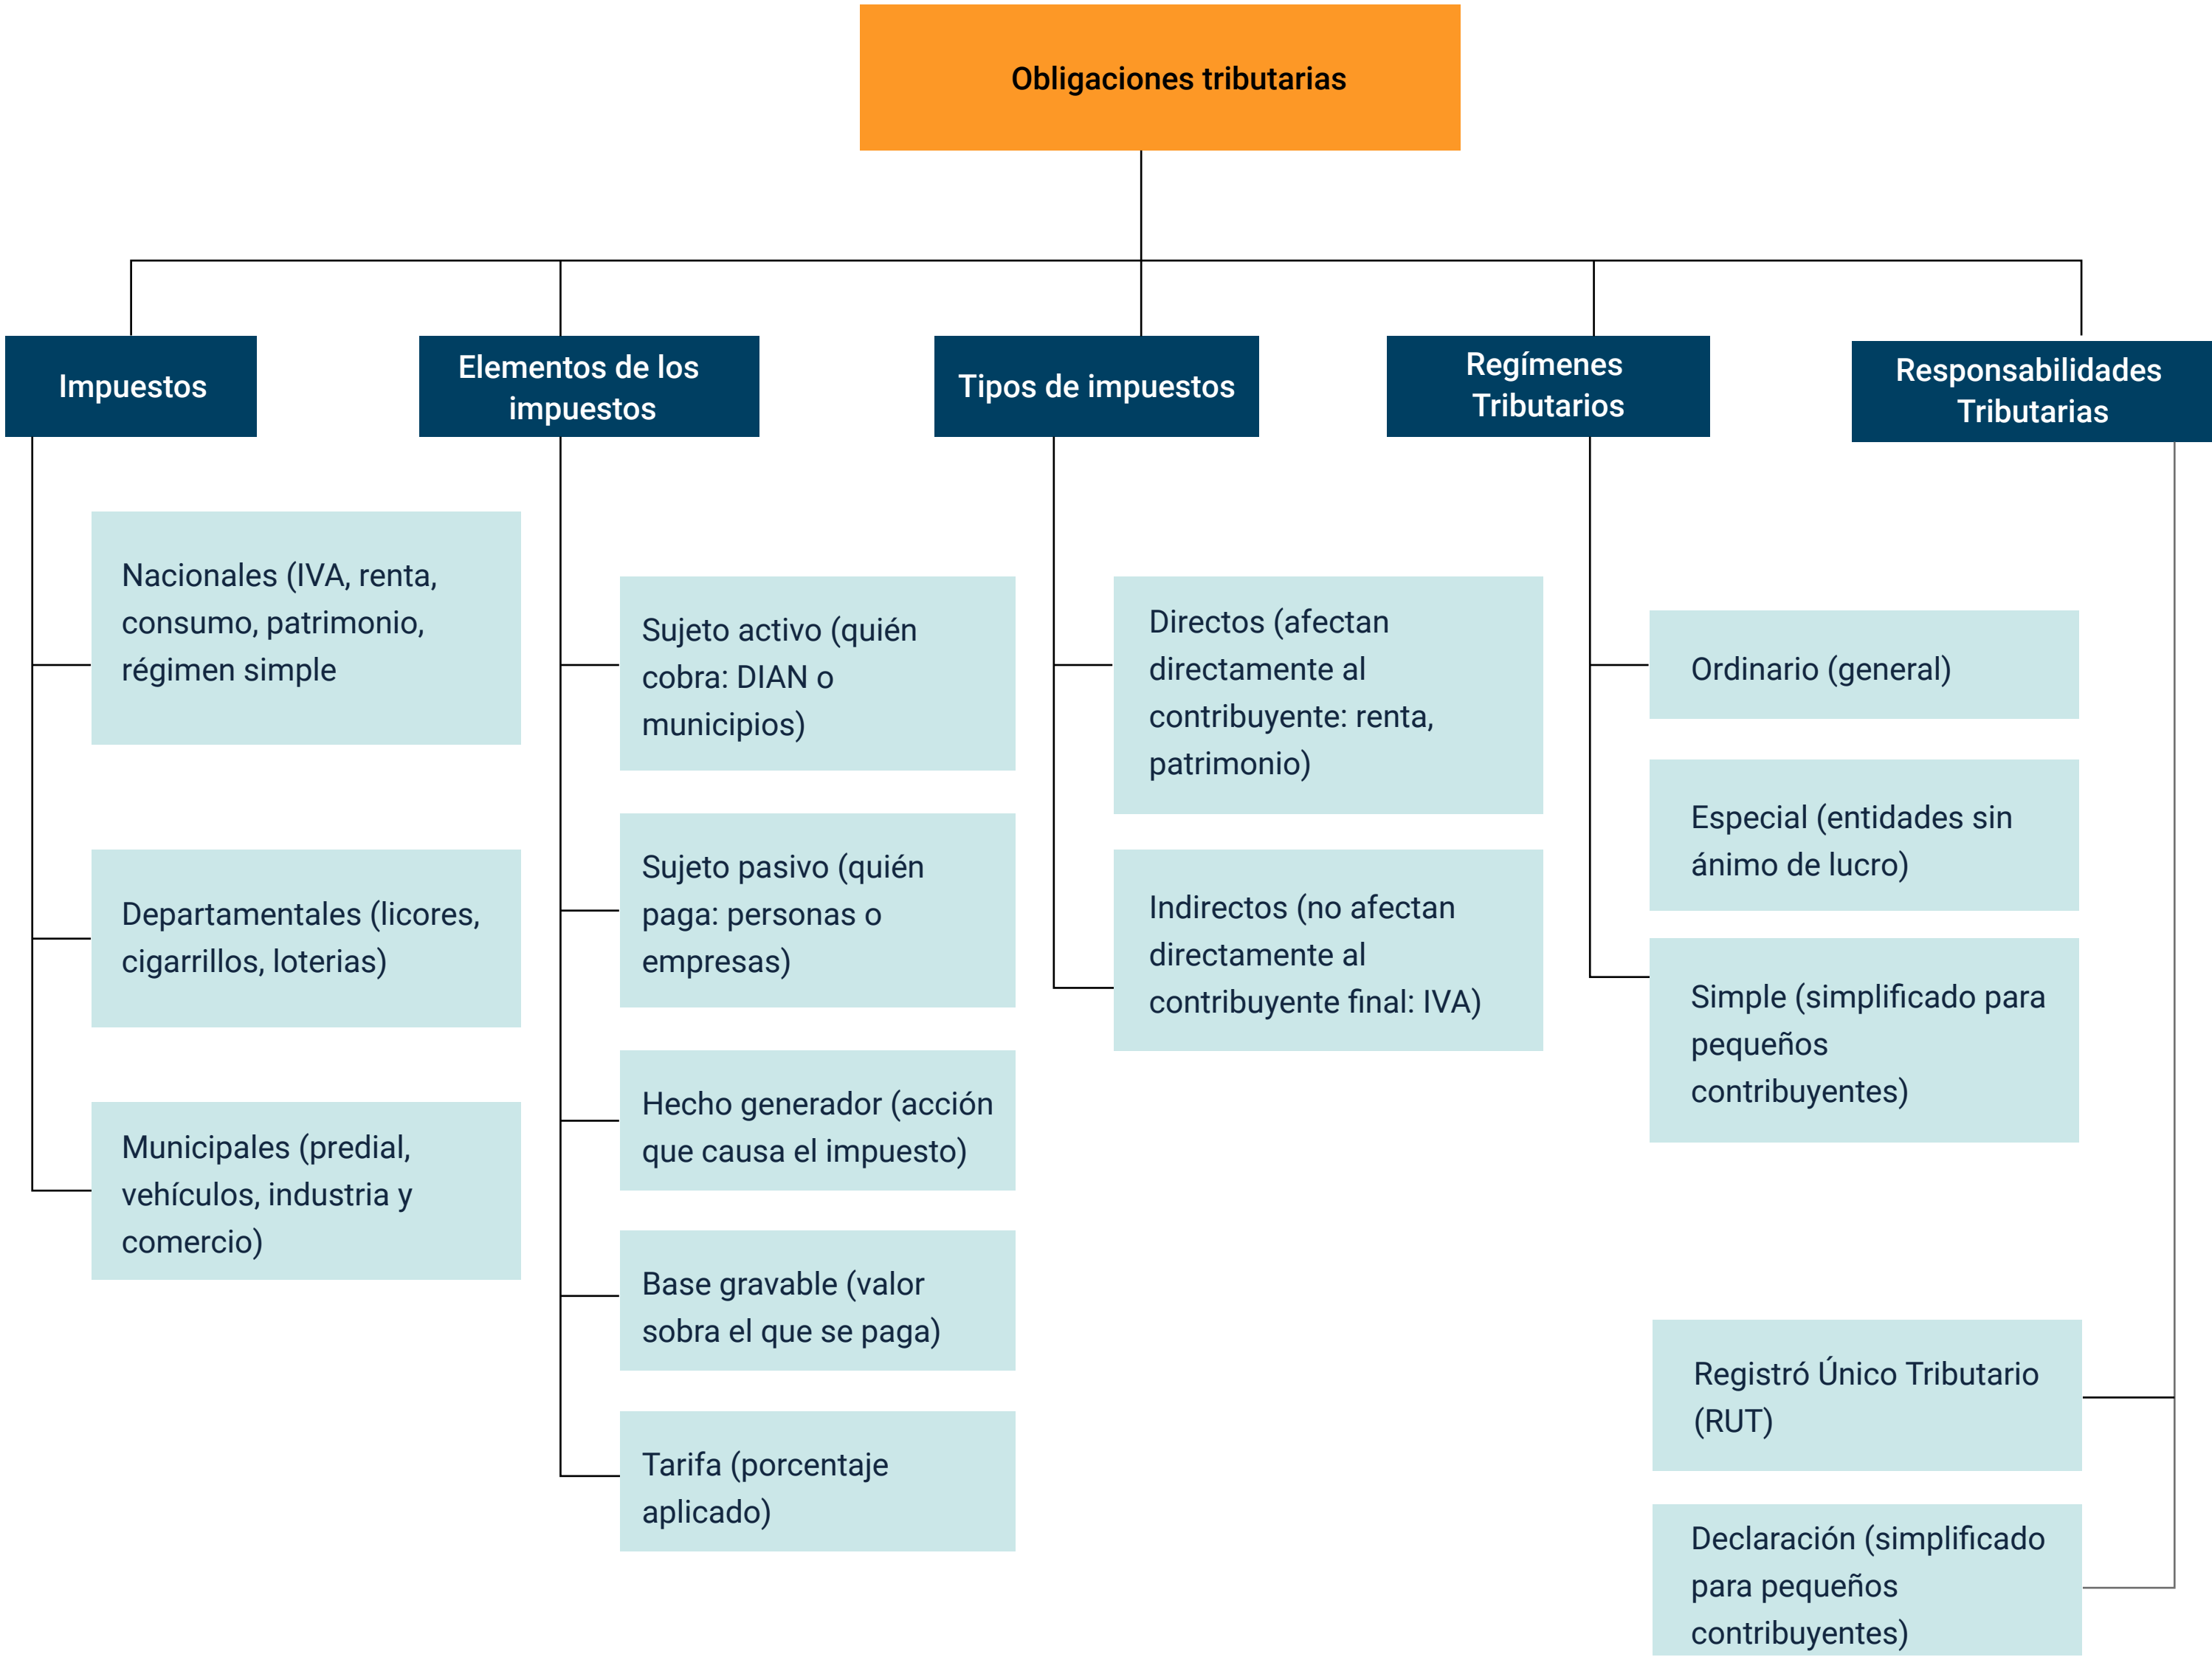 Obligaciones tributarias
Impuestos
Nacionales (IVA, renta,
consumo, patrimonio,
régimen simple
Departamentales (licores,
cigarrillos, loterias)
Municipales (predial,
vehículos, industria y
comercio)
Elementos de los
impuestos
Sujeto activo (quién
cobra: DIAN o
municipios)
Sujeto pasivo (quién
paga: personas o
empresas)
Hecho generador (acción
que causa el impuesto)
Base gravable (valor
sobra el que se paga)
Tarifa (porcentaje
aplicado)
Tipos de impuestos
Directos (afectan
directamente al
contribuyente: renta,
patrimonio)
Indirectos (no afectan
directamente al
contribuyente final: IVA)
Regímenes
Tributarios
Ordinario (general)
Especial (entidades sin
ánimo de lucro)
Simple (simplificado para
pequeños
contribuyentes)
Responsabilidades
Tributarias
Registró Único Tributario
(RUT)
Declaración (simplificado
para pequeños
contribuyentes)